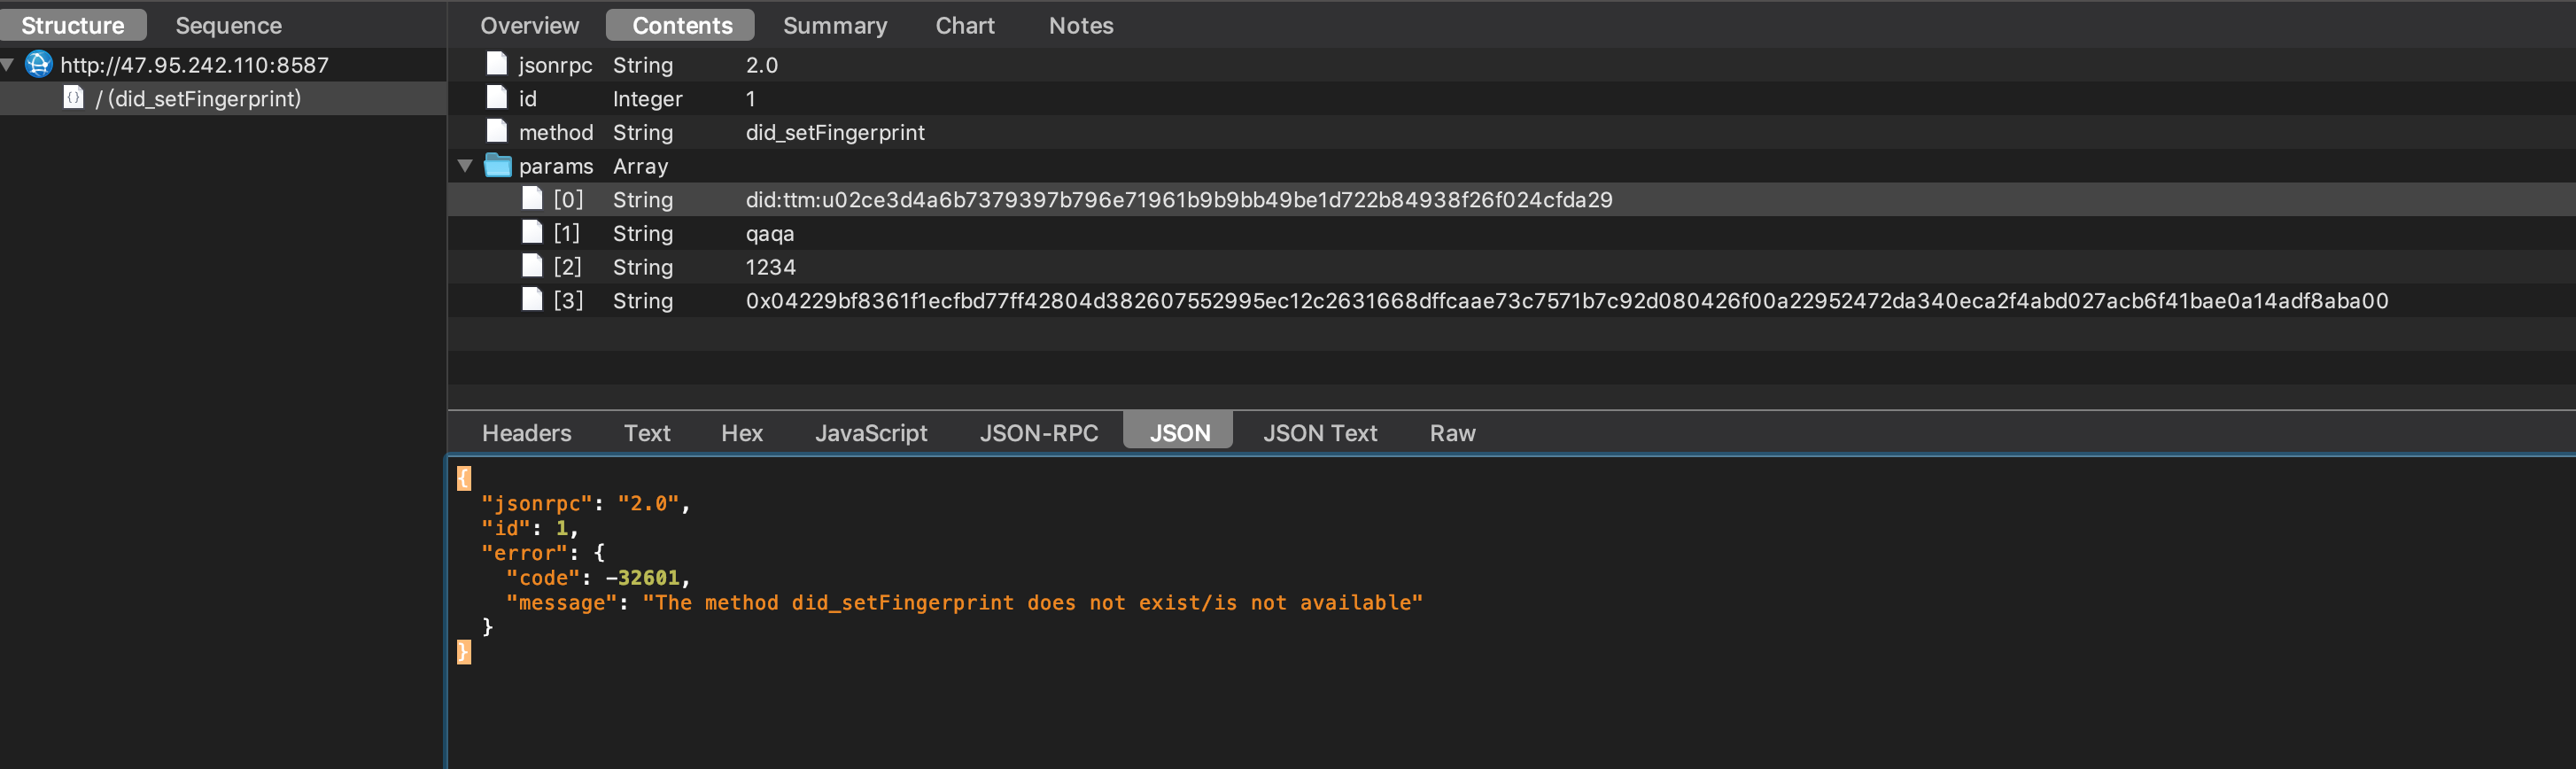 Structure Sequence
http://47.95.242.110:8587
{} / (did_setFingerprint)
Overview Contents Summary Chart Notes
jsonrpc String 2.0
id Integer 1
method String did_setFingerprint
params Array
[0] String did:ttm:u02ce3d4a6b7379397b796e71961b9b9bb49be1d722b84938f26f024cfda29
[1] String qaqa
[2] String 1234
[3] String 0x04229bf8361f1ecfbd77ff42804d382607552995ec12c2631668dffcaae73c7571b7c92d080426f00a22952472da340eca2f4abd027acb6f41bae0a14adf8aba00
Headers Text Hex JavaScript JSON-RPC JSON JSON Text Raw
{
"jsonrpc": "2.0",
"id": 1,
"error": {
"code": -32601,
"message": "The method did_setFingerprint does not exist/is not available"
}
}